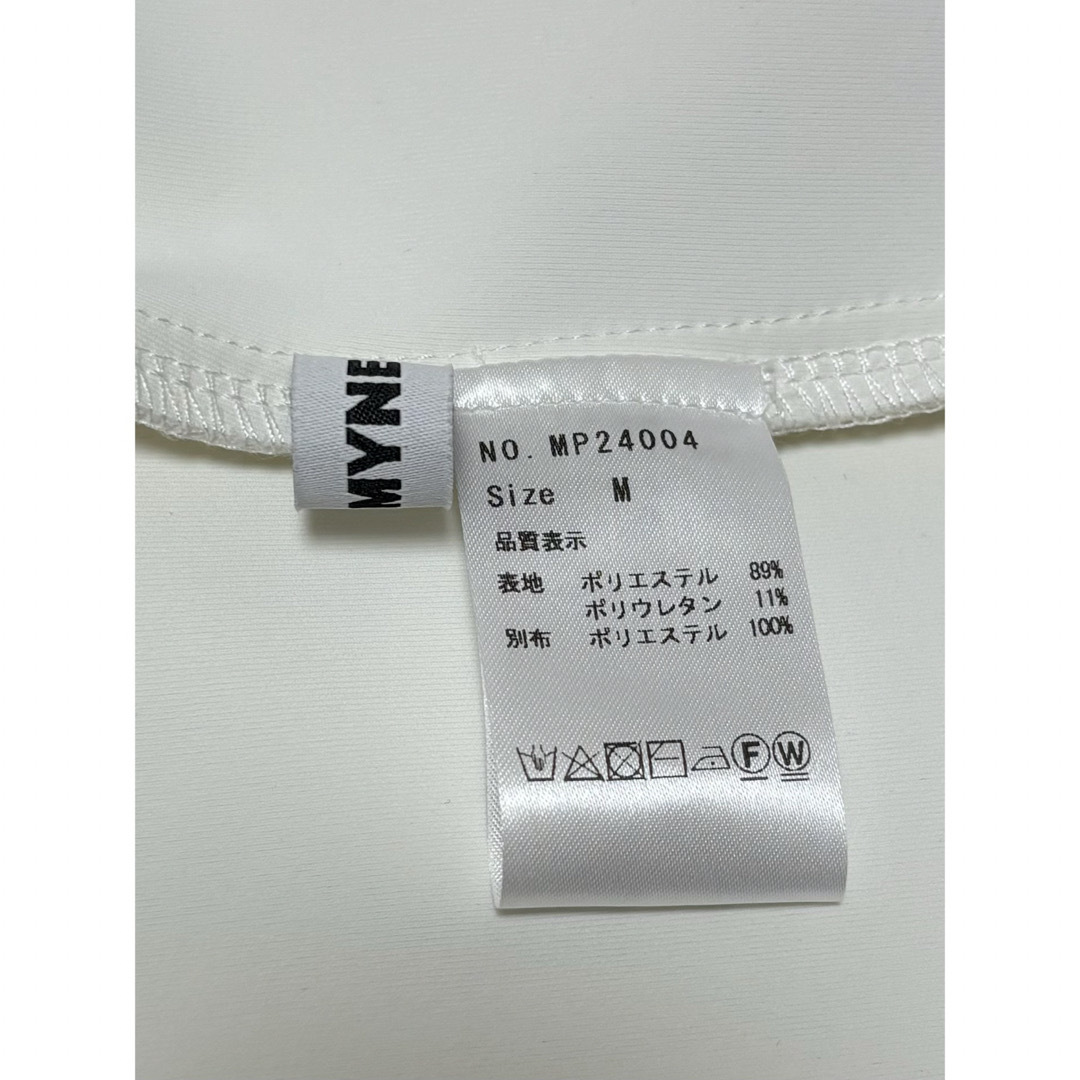 MYNE
NO. MP24004
Size M
品質表示
表地 ポリエステル 89%
ポリウレタン 11%
別布 ポリエステル 100%
F W